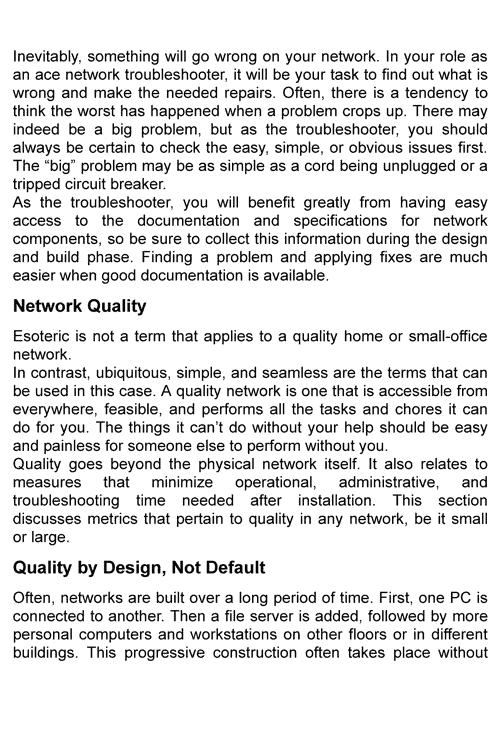 Inevitably, something will go wrong on your network. In your role as
an ace network troubleshooter, it will be your task to find out what is
wrong and make the needed repairs. Often, there is a tendency to
think the worst has happened when a problem crops up. There may
indeed be a big problem, but as the troubleshooter, you should
always be certain to check the easy, simple, or obvious issues first.
The “big” problem may be as simple as a cord being unplugged or a
tripped circuit breaker.
As the troubleshooter, you will benefit greatly from having easy
access to the documentation and specifications for network
components, so be sure to collect this information during the design
and build phase. Finding a problem and applying fixes are much
easier when good documentation is available.
Network Quality
Esoteric is not a term that applies to a quality home or small-office
network.
In contrast, ubiquitous, simple, and seamless are the terms that can
be used in this case. A quality network is one that is accessible from
everywhere, feasible, and performs all the tasks and chores it can
do for you. The things it can’t do without your help should be easy
and painless for someone else to perform without you.
Quality goes beyond the physical network itself. It also relates to
measures that minimize operational, administrative, and
troubleshooting time needed after installation. This section
discusses metrics that pertain to quality in any network, be it small
or large.
Quality by Design, Not Default
Often, networks are built over a long period of time. First, one PC is
connected to another. Then a file server is added, followed by more
personal computers and workstations on other floors or in different
buildings. This progressive construction often takes place without